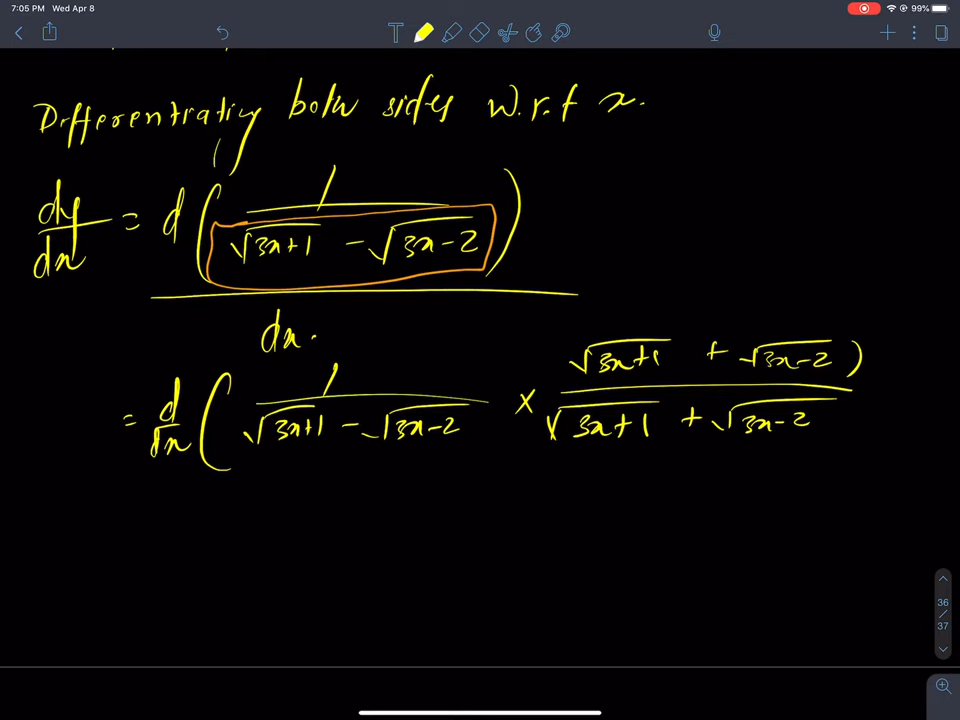 7:05 PM Wed Apr 8 99%
Differentiating both sides w.r.t x.
dy/dx = d(1/(√3x+1 - √3x-2))/dx.
= d/dx (1/(√3x+1 - √3x-2) × (√3x+1 + √3x-2)/(√3x+1 + √3x-2))
36/37